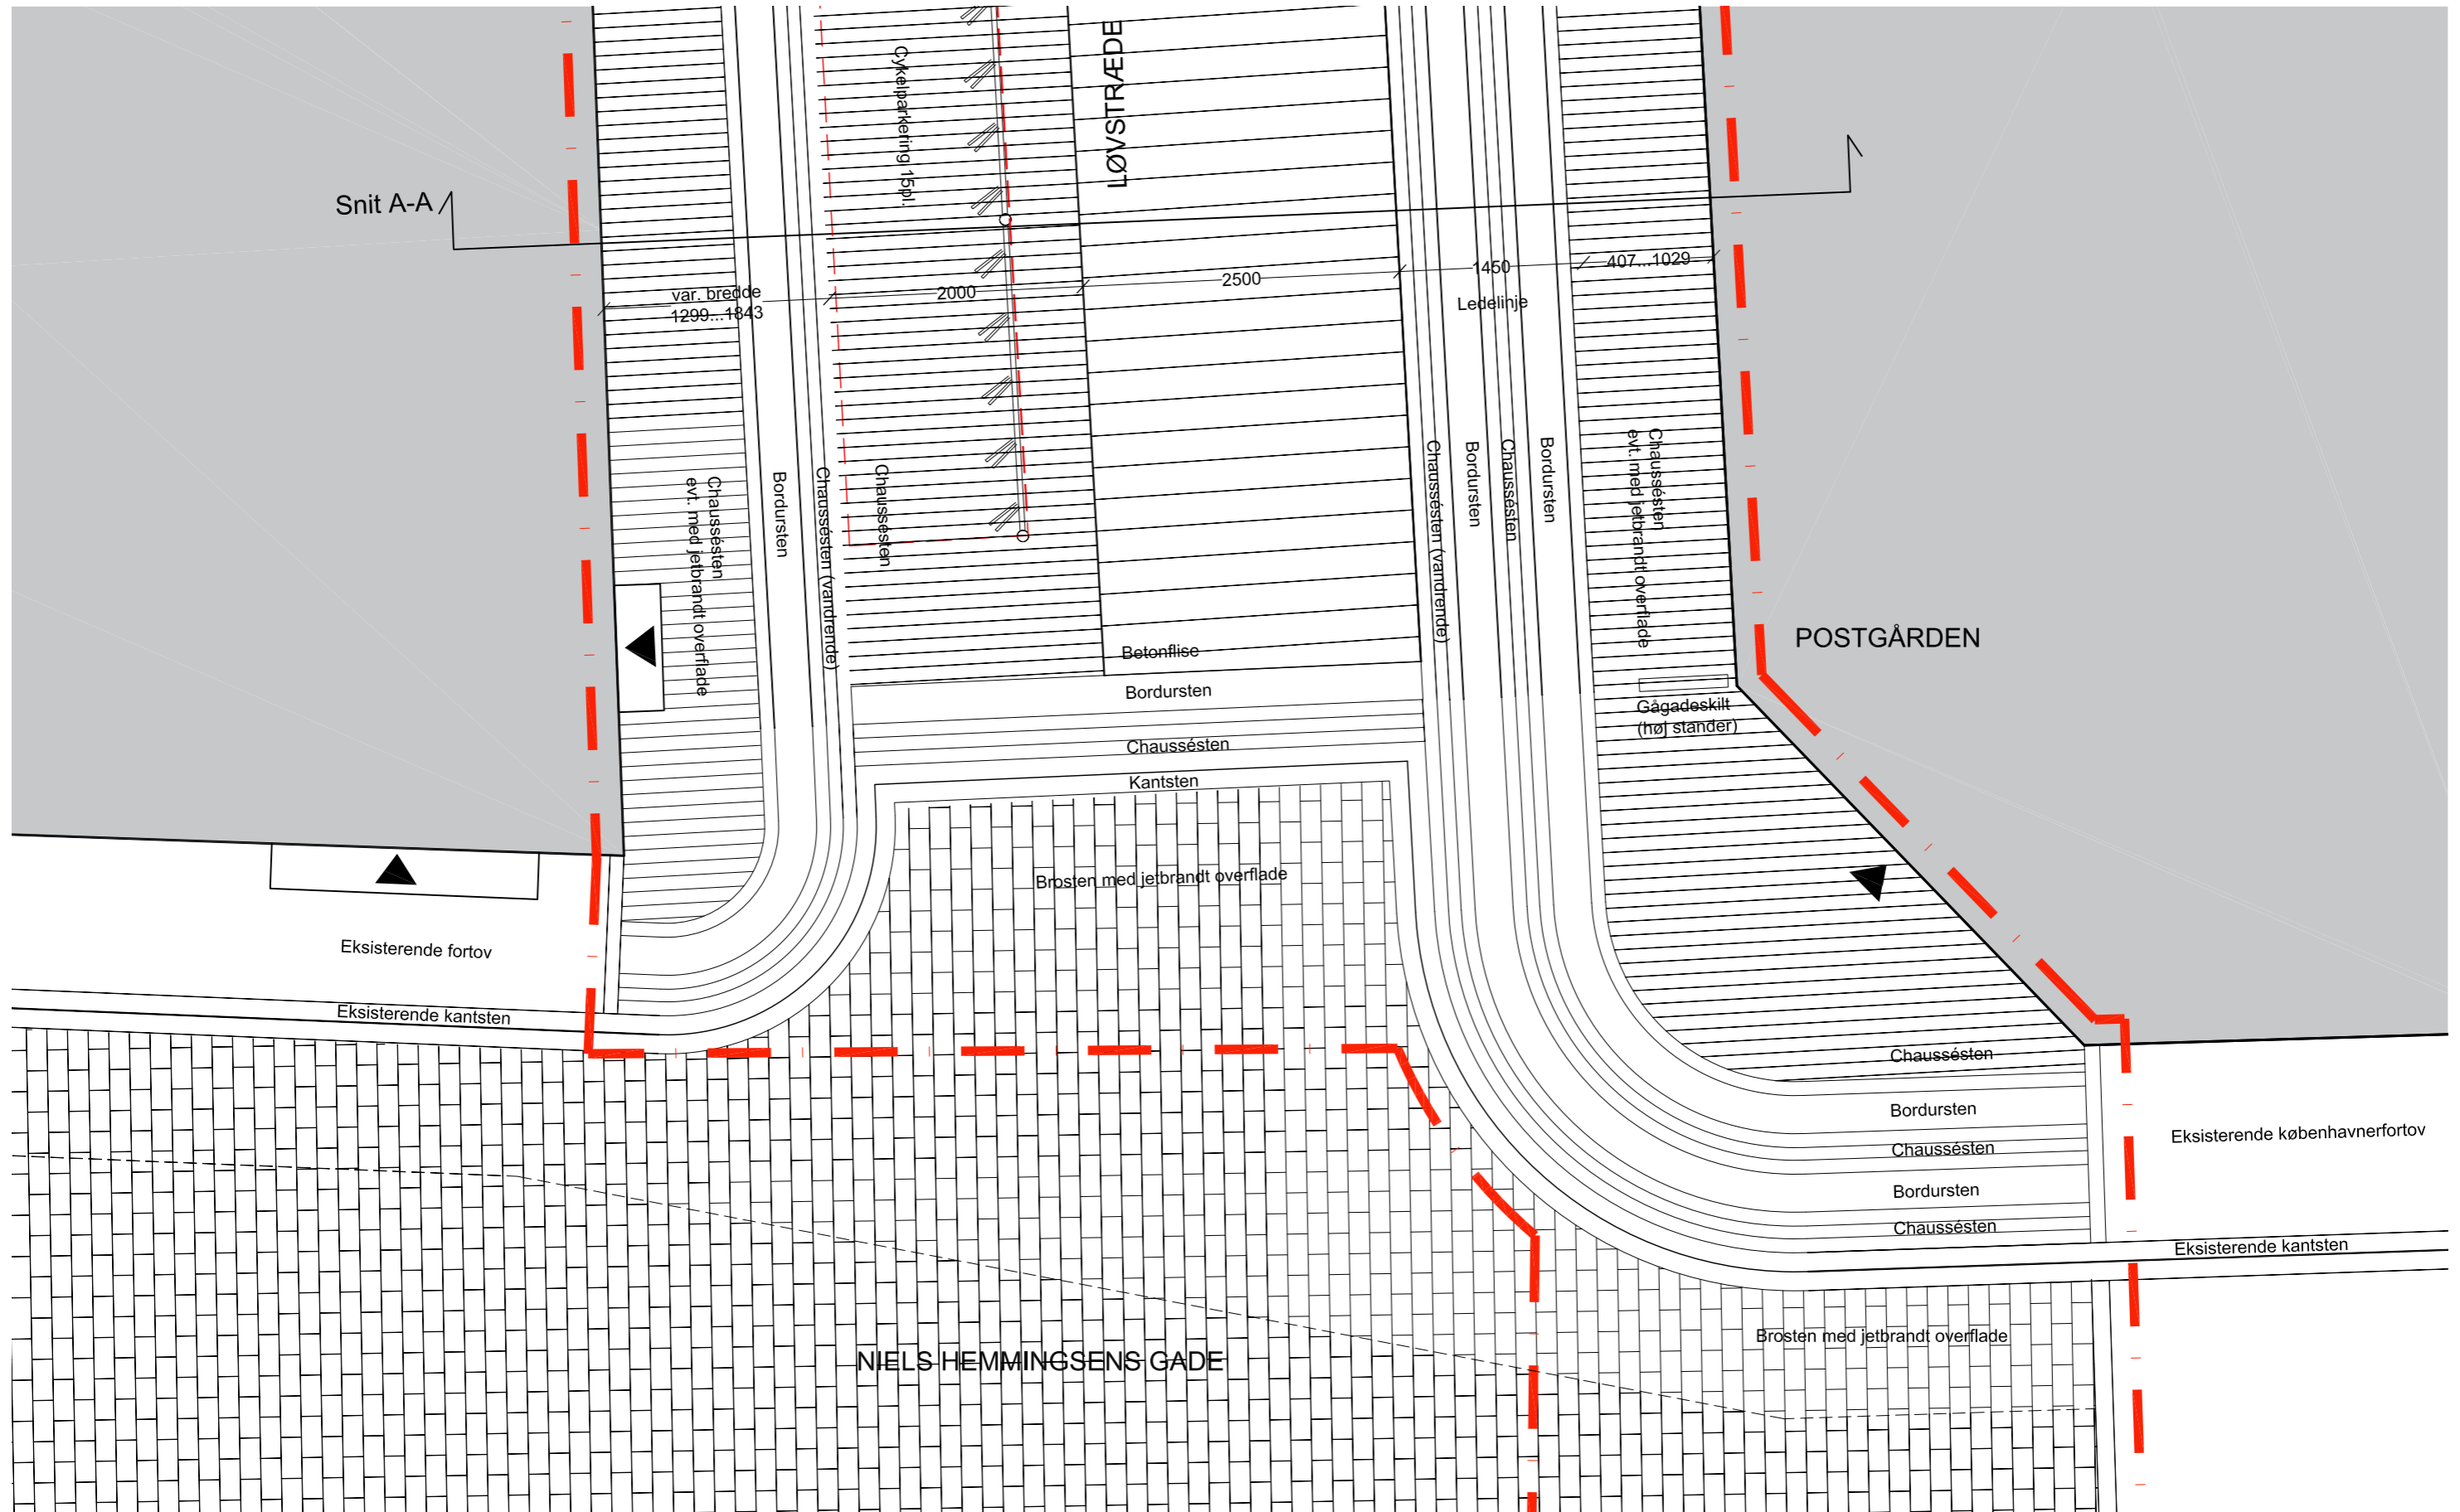 Cykelparkering 15pl.
LØVSTRÆDE
Snit A-A
var. bredde
1299...1843
2000
2500
1450
407...1029
Ledelinje
Chaussésten
evt. med jetbrandt overflade
Bordursten
Chaussésten (vandrende)
Chaussésten
Chaussésten (vandrende)
Bordursten
Chaussésten
Bordursten
Chaussésten
evt. med jetbrandt overflade
POSTGÅRDEN
Betonflise
Bordursten
Gågadeskilt
(høj stander)
Chaussésten
Kantsten
Brosten med jetbrandt overflade
Eksisterende fortov
Eksisterende kantsten
Chaussésten
Bordursten
Eksisterende københavnerfortov
Chaussésten
Bordursten
Chaussésten
Eksisterende kantsten
Brosten med jetbrandt overflade
NIELS HEMMINGSENS GADE